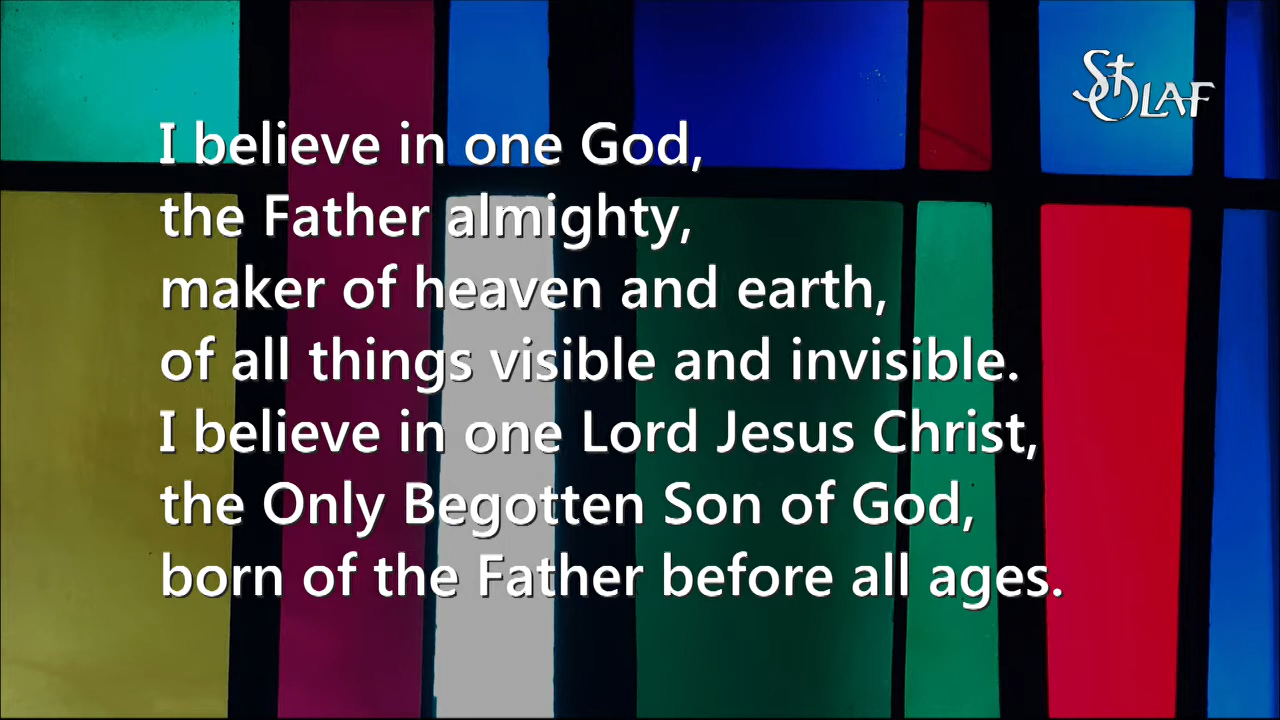 St OLAF
I believe in one God,
the Father almighty,
maker of heaven and earth,
of all things visible and invisible.
I believe in one Lord Jesus Christ,
the Only Begotten Son of God,
born of the Father before all ages.